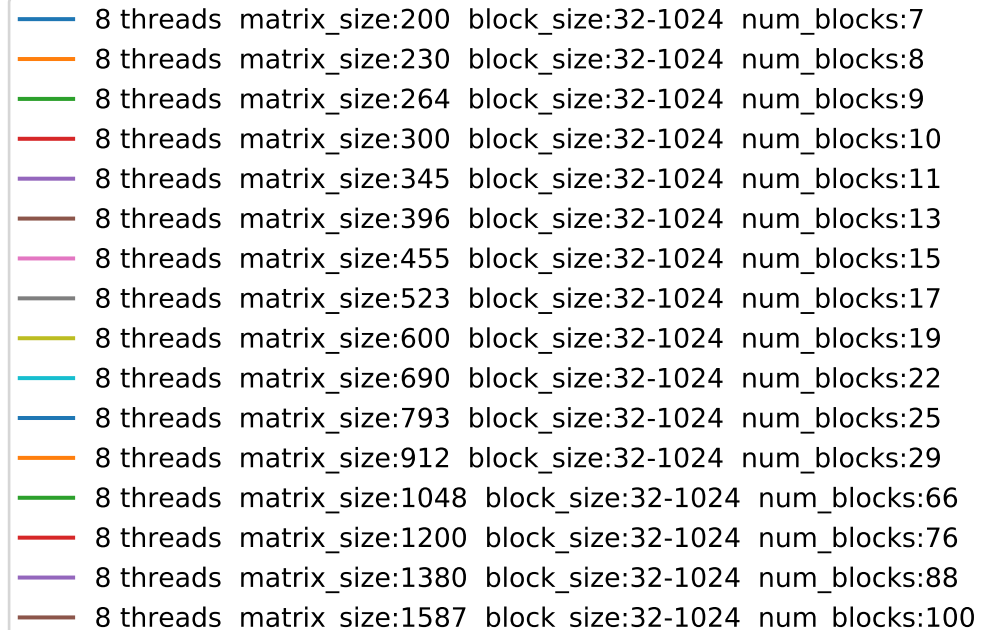 8 threads matrix_size:200 block_size:32-1024 num_blocks:7
8 threads matrix_size:230 block_size:32-1024 num_blocks:8
8 threads matrix_size:264 block_size:32-1024 num_blocks:9
8 threads matrix_size:300 block_size:32-1024 num_blocks:10
8 threads matrix_size:345 block_size:32-1024 num_blocks:11
8 threads matrix_size:396 block_size:32-1024 num_blocks:13
8 threads matrix_size:455 block_size:32-1024 num_blocks:15
8 threads matrix_size:523 block_size:32-1024 num_blocks:17
8 threads matrix_size:600 block_size:32-1024 num_blocks:19
8 threads matrix_size:690 block_size:32-1024 num_blocks:22
8 threads matrix_size:793 block_size:32-1024 num_blocks:25
8 threads matrix_size:912 block_size:32-1024 num_blocks:29
8 threads matrix_size:1048 block_size:32-1024 num_blocks:66
8 threads matrix_size:1200 block_size:32-1024 num_blocks:76
8 threads matrix_size:1380 block_size:32-1024 num_blocks:88
8 threads matrix_size:1587 block_size:32-1024 num_blocks:100